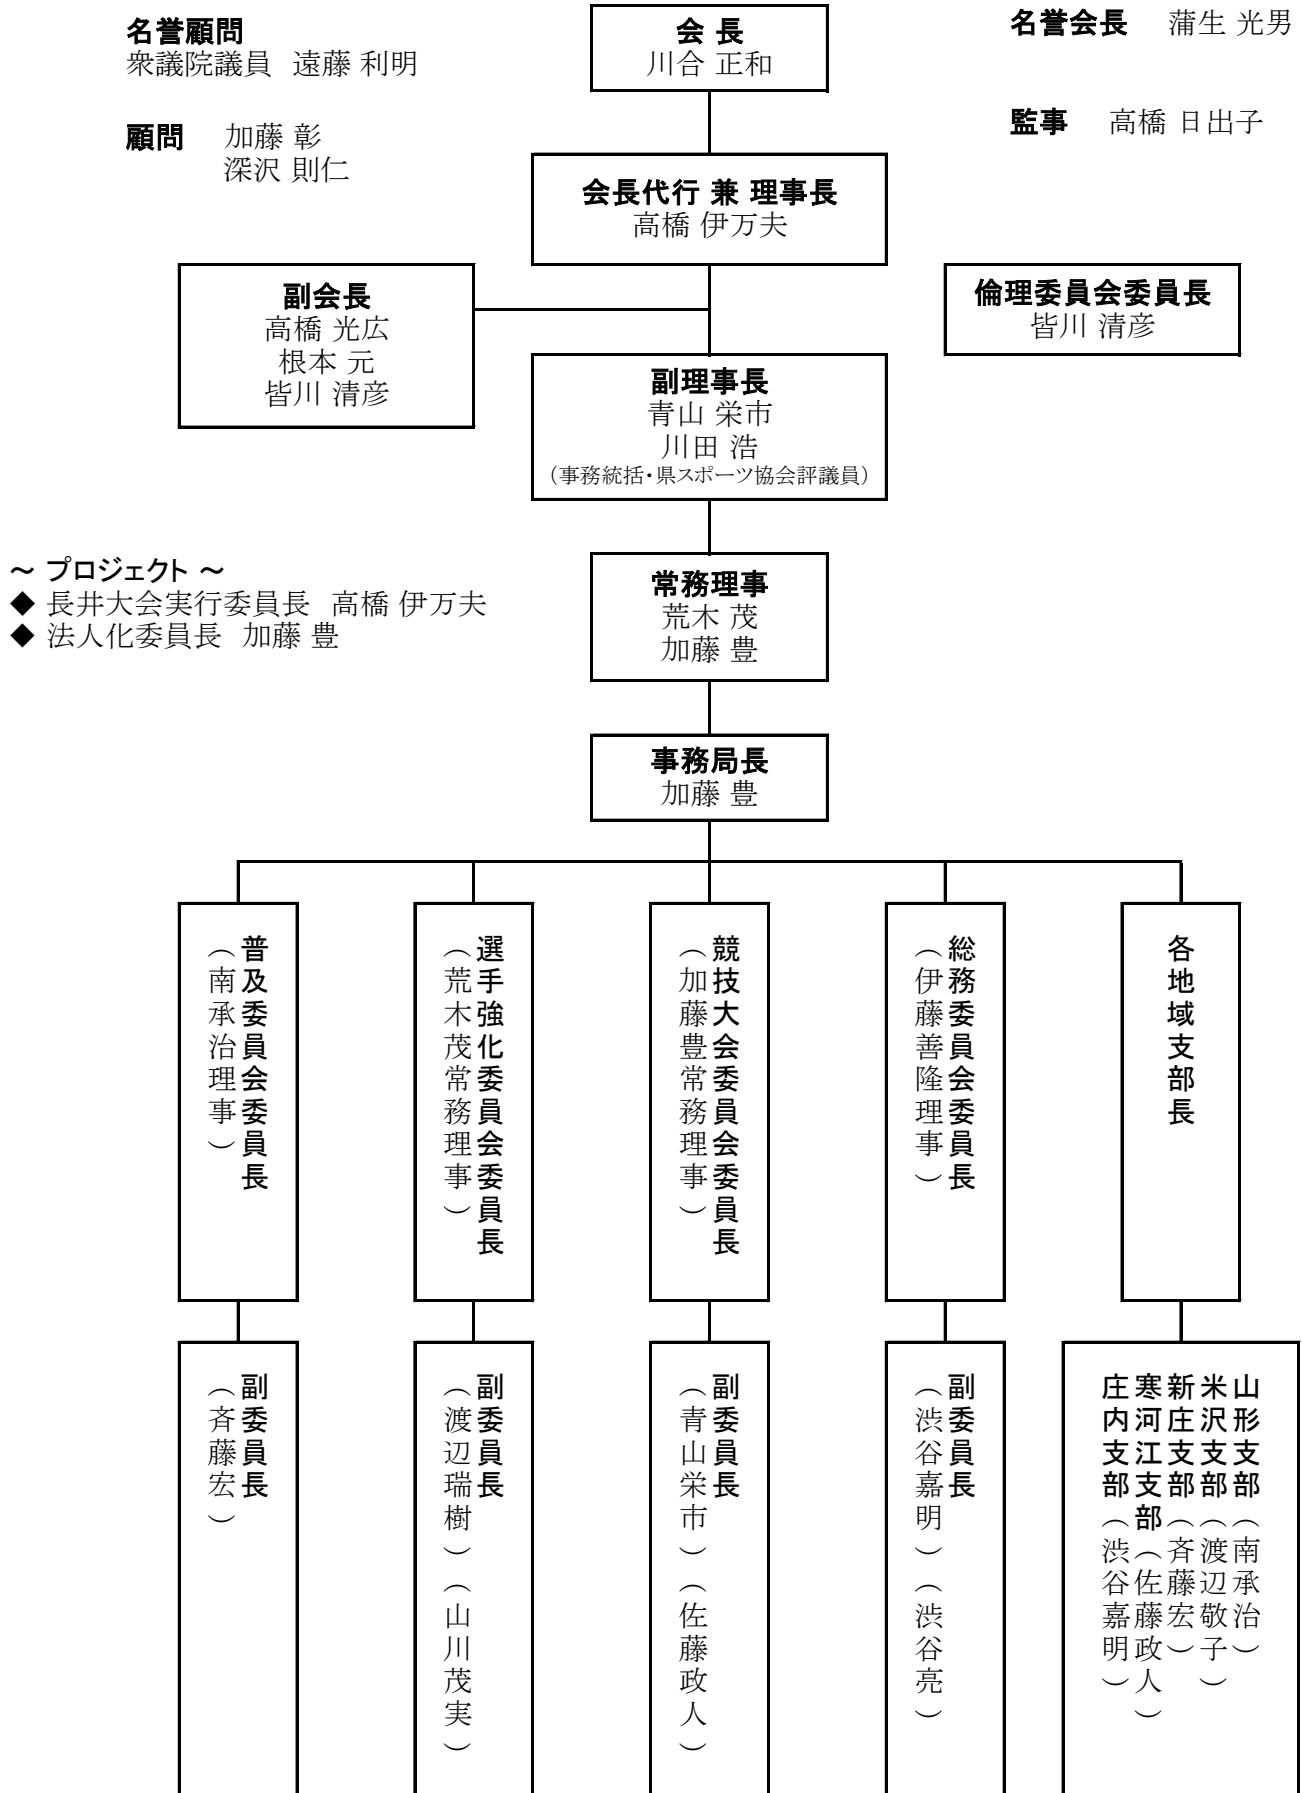 名誉顧問
衆議院議員 遠藤 利明
顧問 加藤 彰
深沢 則仁
会 長
川合 正和
名誉会長 蒲生 光男
監事 高橋 日出子
会長代行 兼 理事長
高橋 伊万夫
副会長
高橋 光広
根本 元
皆川 清彦
倫理委員会委員長
皆川 清彦
副理事長
青山 栄市
川田 浩
（事務統括・県スポーツ協会評議員）
～ プロジェクト ～
◆ 長井大会実行委員長 高橋 伊万夫
◆ 法人化委員長 加藤 豊
常務理事
荒木 茂
加藤 豊
事務局長
加藤 豊
普及委員会委員長
（南承治理事）
選手強化委員会委員長
（荒木茂常務理事）
競技大会委員会委員長
（加藤豊常務理事）
総務委員会委員長
（伊藤善隆理事）
各地域支部長
副委員長
（斉藤宏）
副委員長
（渡辺瑞樹）（山川茂実）
副委員長
（青山栄市）（佐藤政人）
副委員長
（渋谷嘉明）（渋谷亮）
山形支部（南承治）
米沢支部（渡辺敬子）
新庄支部（斉藤宏）
寒河江支部（佐藤政人）
庄内支部（渋谷嘉明）